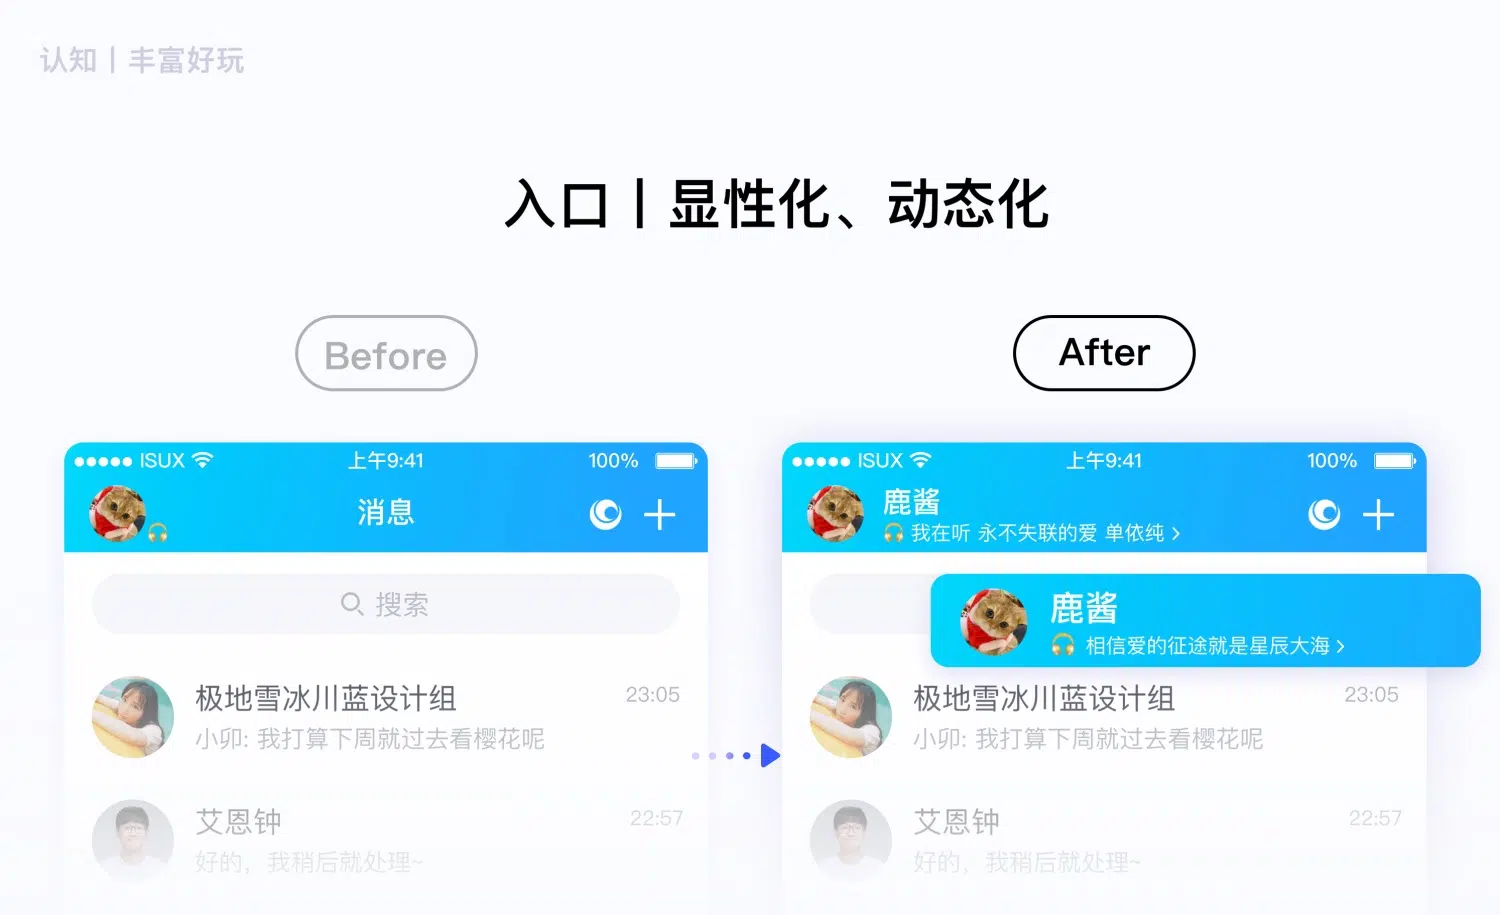 认知丨丰富好玩
入口丨显性化、动态化
Before
After
ISUX 上午9:41 100%
消息
搜索
极地雪冰川蓝设计组 23:05
小卯: 我打算下周就过去看樱花呢
艾恩钟 22:57
好的，我稍后就处理~
ISUX 上午9:41 100%
鹿酱
我在听 永不失联的爱 单依纯 >
鹿酱
相信爱的征途就是星辰大海 >
极地雪冰川蓝设计组 23:05
小卯: 我打算下周就过去看樱花呢
艾恩钟 22:57
好的，我稍后就处理~